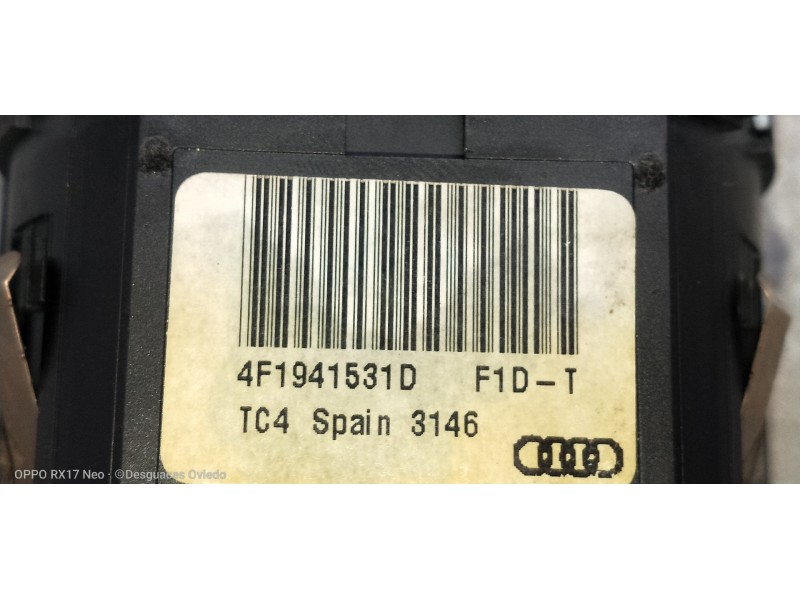 4F1941531D F1D-T
TC4 Spain 3146
OPPO RX17 Neo · ©Desguaces Oviedo